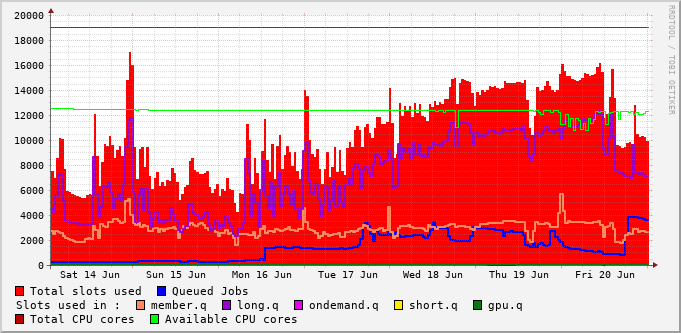 20000
18000
16000
14000
12000
10000
8000
6000
4000
2000
0
Sat 14 Jun Sun 15 Jun Mon 16 Jun Tue 17 Jun Wed 18 Jun Thu 19 Jun Fri 20 Jun
Total slots used Queued Jobs
Slots used in : member.q long.q ondemand.q short.q gpu.q
Total CPU cores Available CPU cores
RRDTOOL / TOBI OETIKER